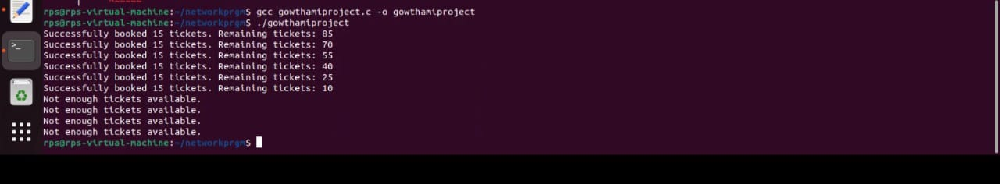 rps@rps-virtual-machine:~/networkprgm$ gcc gowthamiproject.c -o gowthamiproject
rps@rps-virtual-machine:~/networkprgm$ ./gowthamiproject
Successfully booked 15 tickets. Remaining tickets: 85
Successfully booked 15 tickets. Remaining tickets: 70
Successfully booked 15 tickets. Remaining tickets: 55
Successfully booked 15 tickets. Remaining tickets: 40
Successfully booked 15 tickets. Remaining tickets: 25
Successfully booked 15 tickets. Remaining tickets: 10
Not enough tickets available.
Not enough tickets available.
Not enough tickets available.
Not enough tickets available.
rps@rps-virtual-machine:~/networkprgm$